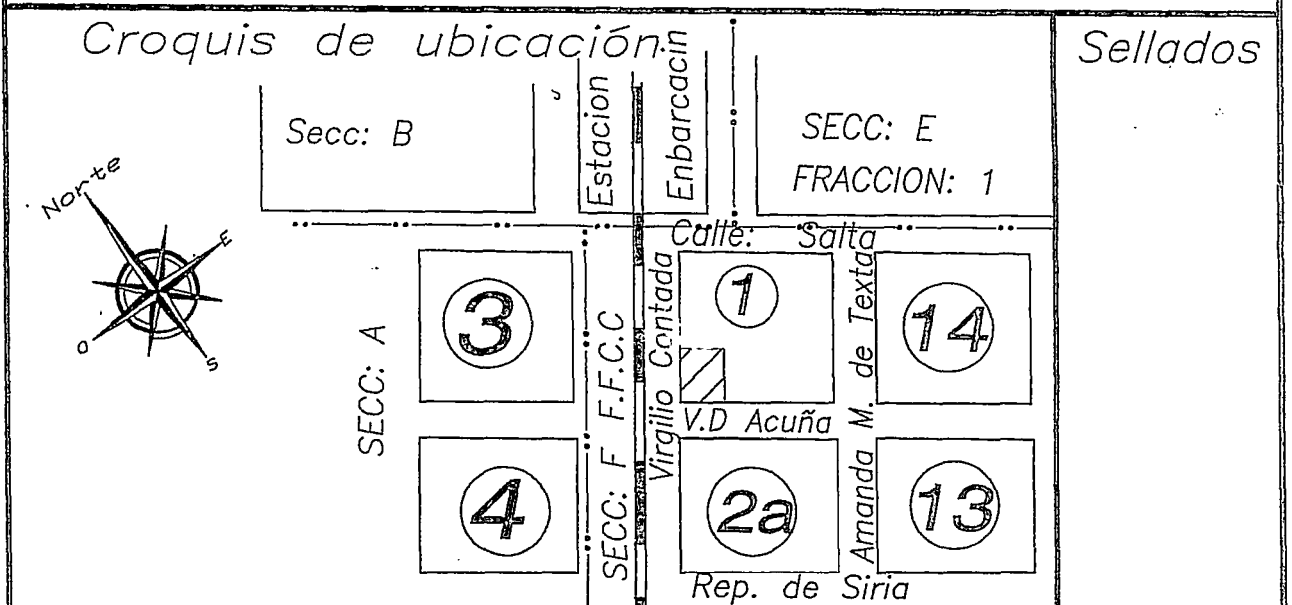 Croquis de ubicación:
Sellados
Secc: B
Estacion
Enbarcacin
SECC: E
FRACCION: 1
Norte
E
O
S
Calle: Salta
SECC: A
3
SECC: F F.F.C.C
Virgilio Contada
1
Amanda M. de Texta
14
V.D Acuña
4
2a
13
Rep. de Siria